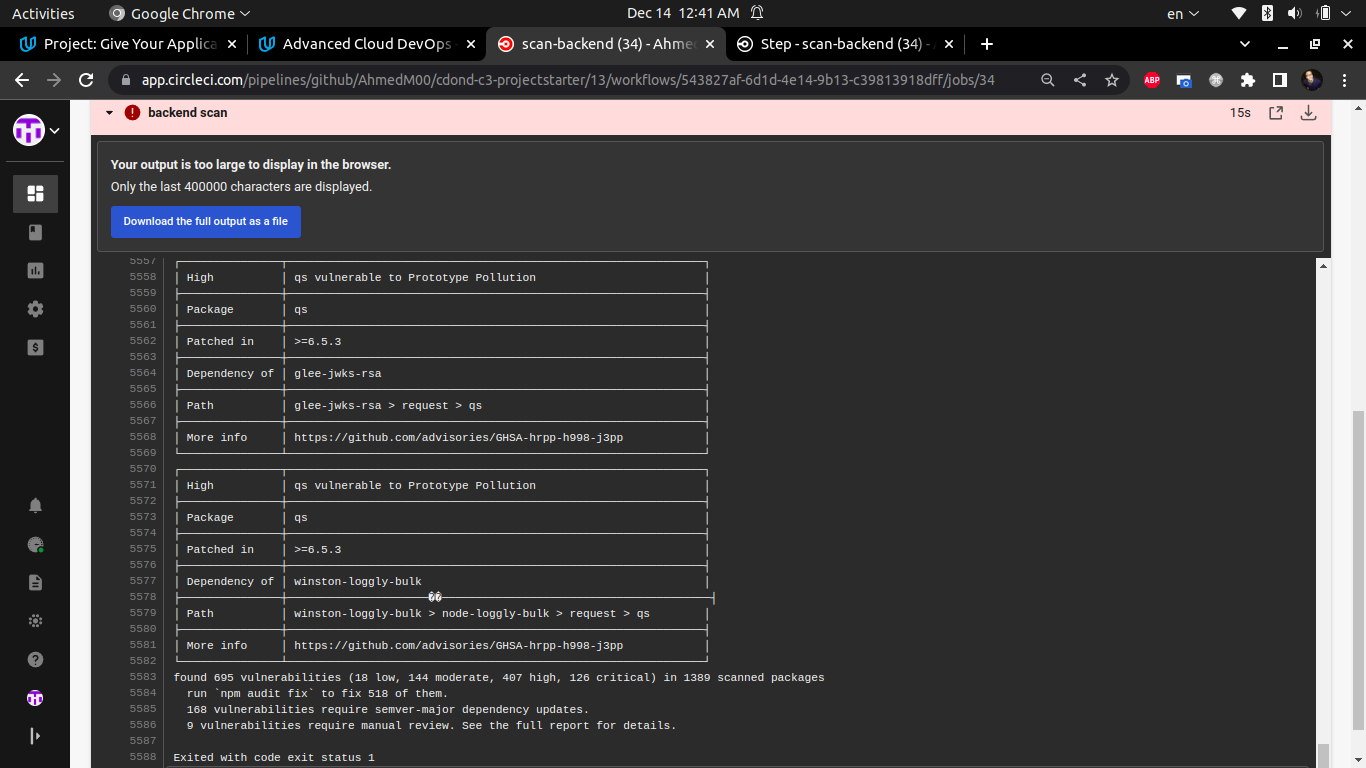 Activities
Google Chrome
Dec 14 12:41 AM
en
Project: Give Your Applica
Advanced Cloud DevOps
scan-backend (34) - Ahme
Step - scan-backend (34) -
app.circleci.com/pipelines/github/AhmedM00/cdond-c3-projectstarter/13/workflows/543827af-6d1d-4e14-9b13-c39813918dff/jobs/34
ABP
backend scan
15s
Your output is too large to display in the browser.
Only the last 400000 characters are displayed.
Download the full output as a file
5557
5558 High qs vulnerable to Prototype Pollution
5559
5560 Package qs
5561
5562 Patched in >=6.5.3
5563
5564 Dependency of glee-jwks-rsa
5565
5566 Path glee-jwks-rsa > request > qs
5567
5568 More info https://github.com/advisories/GHSA-hrpp-h998-j3pp
5569
5570
5571 High qs vulnerable to Prototype Pollution
5572
5573 Package qs
5574
5575 Patched in >=6.5.3
5576
5577 Dependency of winston-loggly-bulk
5578 ��
5579 Path winston-loggly-bulk > node-loggly-bulk > request > qs
5580
5581 More info https://github.com/advisories/GHSA-hrpp-h998-j3pp
5582
5583 found 695 vulnerabilities (18 low, 144 moderate, 407 high, 126 critical) in 1389 scanned packages
5584 run `npm audit fix` to fix 518 of them.
5585 168 vulnerabilities require semver-major dependency updates.
5586 9 vulnerabilities require manual review. See the full report for details.
5587
5588 Exited with code exit status 1